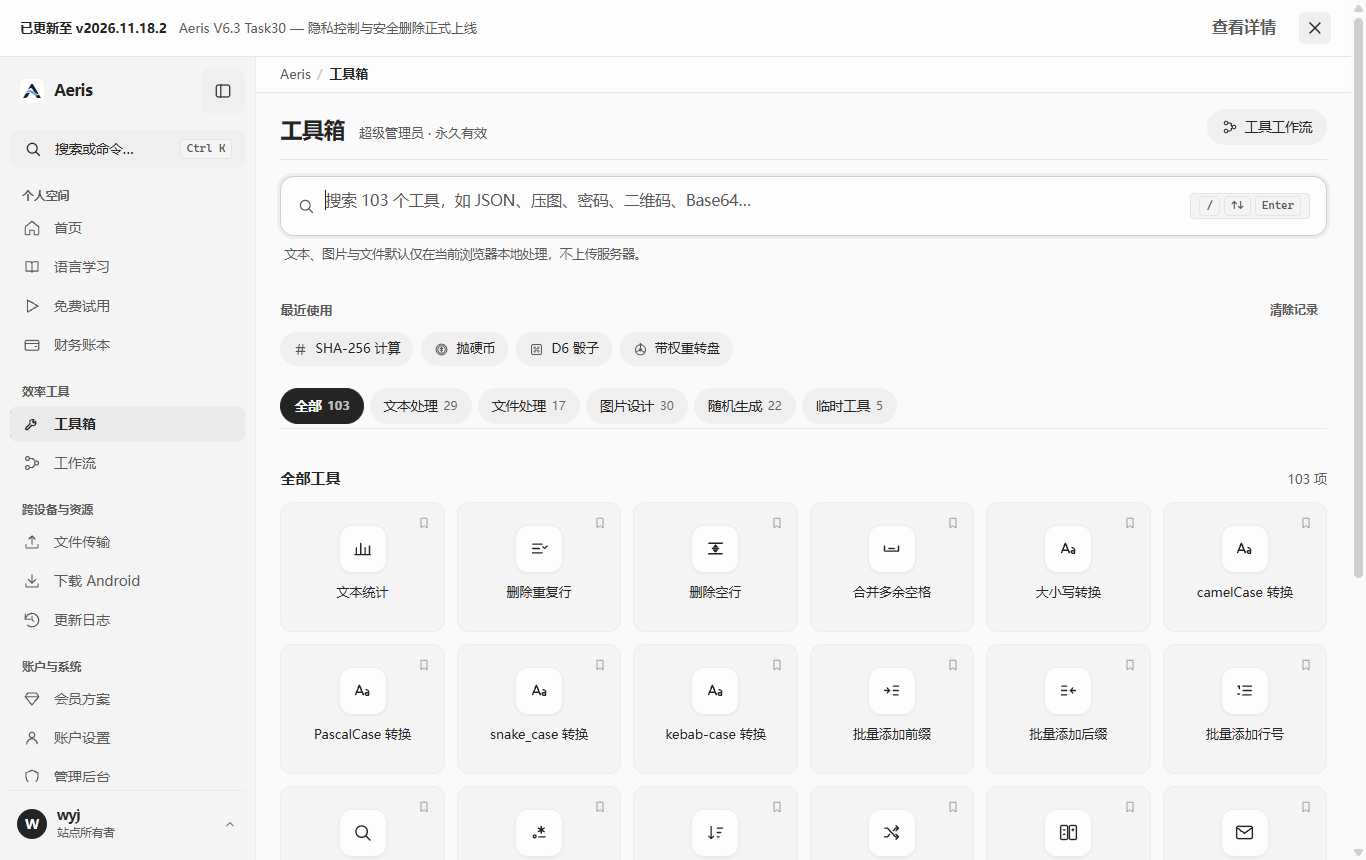 已更新至 v2026.11.18.2 Aeris V6.3 Task30 — 隐私控制与安全删除正式上线 查看详情
Aeris
搜索或命令... Ctrl K
个人空间
首页
语言学习
免费试用
财务账本
效率工具
工具箱
工作流
跨设备与资源
文件传输
下载 Android
更新日志
账户与系统
会员方案
账户设置
管理后台
W wyj
站点所有者
Aeris / 工具箱
工具箱 超级管理员 · 永久有效 工具工作流
搜索 103 个工具，如 JSON、压图、密码、二维码、Base64... / ↑↓ Enter
文本、图片与文件默认仅在当前浏览器本地处理，不上传服务器。
最近使用 清除记录
SHA-256 计算 抛硬币 D6 骰子 带权重转盘
全部 103 文本处理 29 文件处理 17 图片设计 30 随机生成 22 临时工具 5
全部工具 103 项
文本统计 删除重复行 删除空行 合并多余空格 大小写转换 camelCase 转换
PascalCase 转换 snake_case 转换 kebab-case 转换 批量添加前缀 批量添加后缀 批量添加行号